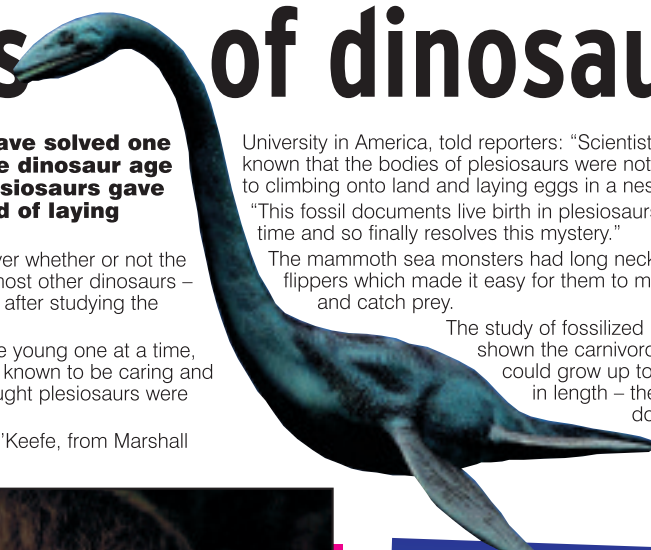 s of dinosau
ave solved one
e dinosaur age
siosaurs gave
d of laying
ver whether or not the
nost other dinosaurs –
after studying the
e young one at a time,
known to be caring and
ught plesiosaurs were
'Keefe, from Marshall
University in America, told reporters: “Scientist
known that the bodies of plesiosaurs were not
to climbing onto land and laying eggs in a nes
“This fossil documents live birth in plesiosaurs
time and so finally resolves this mystery.”
The mammoth sea monsters had long neck
flippers which made it easy for them to m
and catch prey.
The study of fossilized
shown the carnivoro
could grow up to
in length – the
do